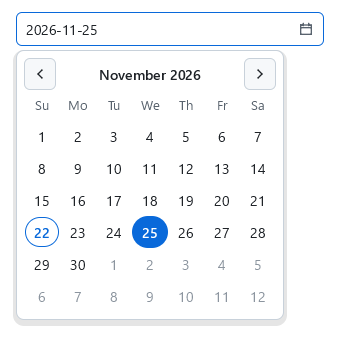 2026-11-25
November 2026
Su Mo Tu We Th Fr Sa
1 2 3 4 5 6 7
8 9 10 11 12 13 14
15 16 17 18 19 20 21
22 23 24 25 26 27 28
29 30 1 2 3 4 5
6 7 8 9 10 11 12